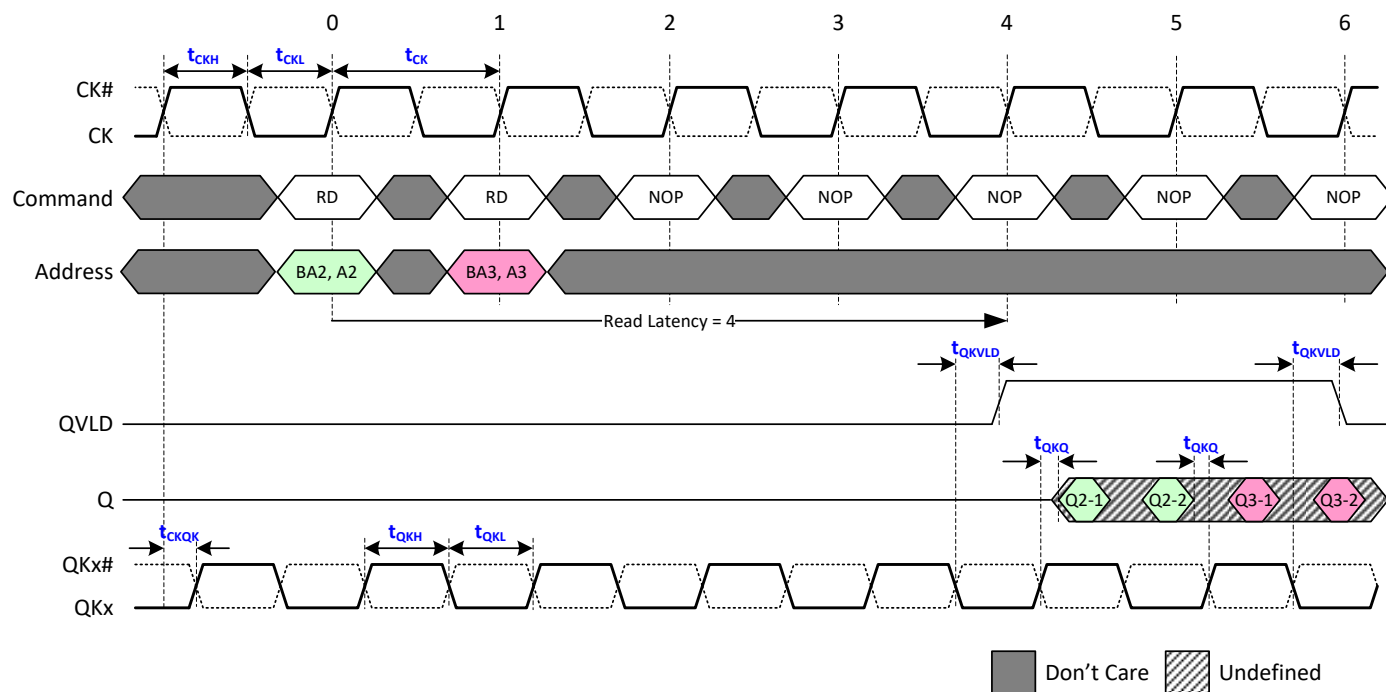 0 1 2 3 4 5 6
tCKH tCKL tCK
CK#
CK
Command RD RD NOP NOP NOP NOP NOP
Address BA2, A2 BA3, A3
Read Latency = 4
tQKVLD tQKVLD
QVLD
tQKQ tQKQ
Q Q2-1 Q2-2 Q3-1 Q3-2
tCKQK tQKH tQKL
QKx#
QKx
Don't Care Undefined